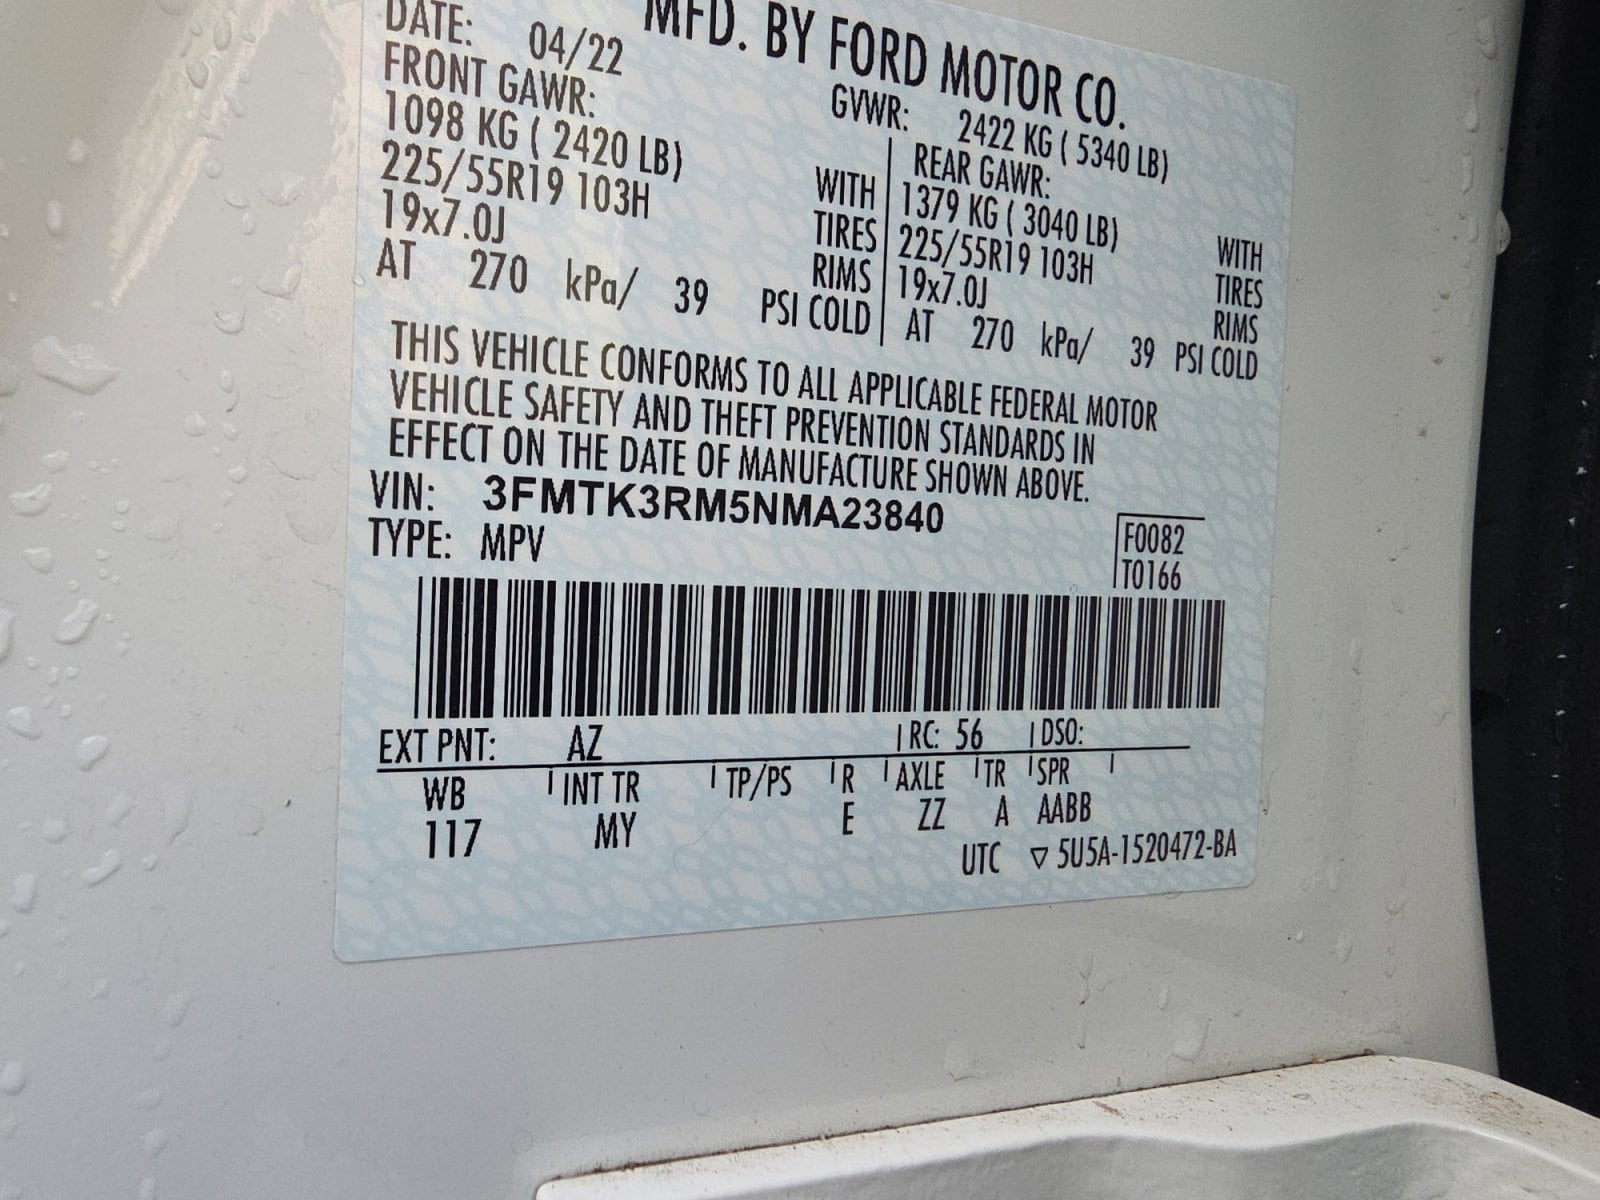 MFD. BY FORD MOTOR CO.
DATE: 04/22
GVWR: 2422 KG ( 5340 LB)
FRONT GAWR:
1098 KG ( 2420 LB) WITH
225/55R19 103H TIRES
19x7.0J RIMS
AT 270 kPa/ 39 PSI COLD
REAR GAWR:
1379 KG ( 3040 LB) WITH
225/55R19 103H TIRES
19x7.0J RIMS
AT 270 kPa/ 39 PSI COLD
THIS VEHICLE CONFORMS TO ALL APPLICABLE FEDERAL MOTOR
VEHICLE SAFETY AND THEFT PREVENTION STANDARDS IN
EFFECT ON THE DATE OF MANUFACTURE SHOWN ABOVE.
VIN: 3FMTK3RM5NMA23840
TYPE: MPV
F0082
T0166
EXT PNT: AZ RC: 56 DSO:
WB INT TR TP/PS R AXLE TR SPR
117 MY E ZZ A AABB
UTC ▽ 5U5A-1520472-BA